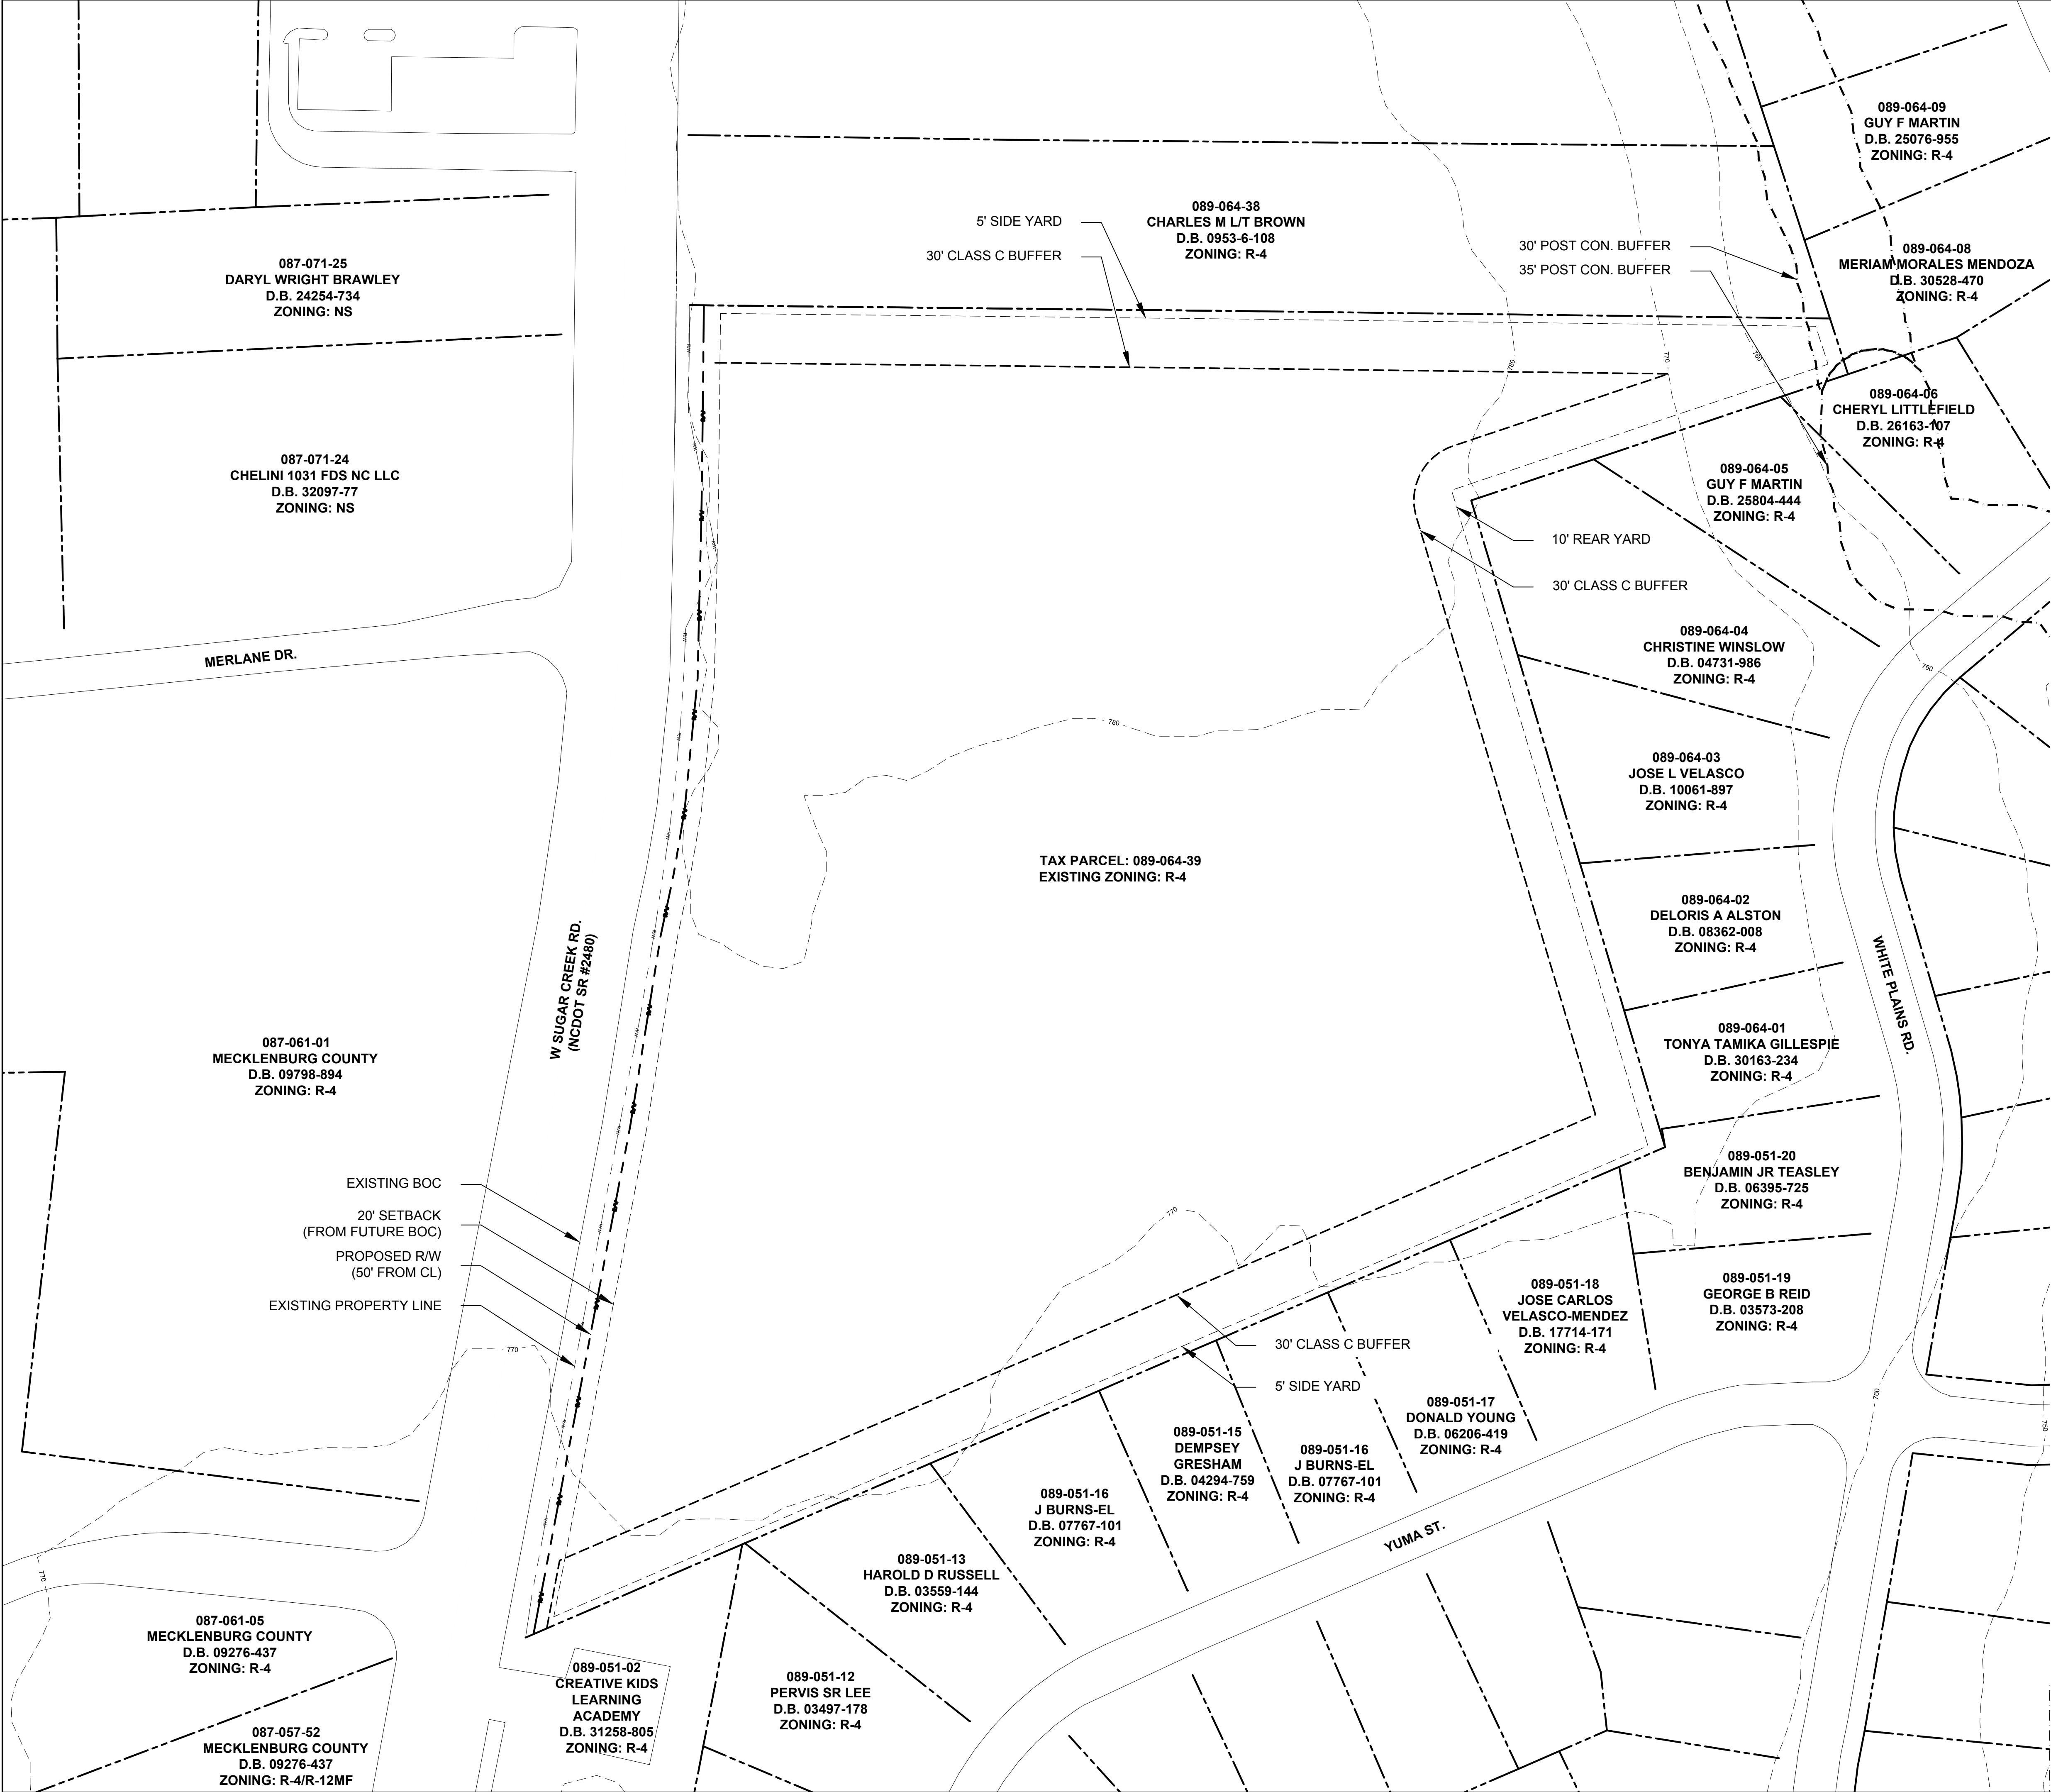 089-064-09
GUY F MARTIN
D.B. 25076-955
ZONING: R-4
089-064-38
CHARLES M L/T BROWN
D.B. 0953-6-108
ZONING: R-4
5' SIDE YARD
30' CLASS C BUFFER
30' POST CON. BUFFER
35' POST CON. BUFFER
089-064-08
MERIAM MORALES MENDOZA
D.B. 30528-470
ZONING: R-4
087-071-25
DARYL WRIGHT BRAWLEY
D.B. 24254-734
ZONING: NS
780
770
760
089-064-06
CHERYL LITTLEFIELD
D.B. 26163-107
ZONING: R-4
087-071-24
CHELINI 1031 FDS NC LLC
D.B. 32097-77
ZONING: NS
089-064-05
GUY F MARTIN
D.B. 25804-444
ZONING: R-4
10' REAR YARD
30' CLASS C BUFFER
089-064-04
CHRISTINE WINSLOW
D.B. 04731-986
ZONING: R-4
760
MERLANE DR.
780
089-064-03
JOSE L VELASCO
D.B. 10061-897
ZONING: R-4
TAX PARCEL: 089-064-39
EXISTING ZONING: R-4
089-064-02
DELORIS A ALSTON
D.B. 08362-008
ZONING: R-4
W SUGAR CREEK RD.
(NCDOT SR #2480)
WHITE PLAINS RD.
087-061-01
MECKLENBURG COUNTY
D.B. 09798-894
ZONING: R-4
089-064-01
TONYA TAMIKA GILLESPIE
D.B. 30163-234
ZONING: R-4
EXISTING BOC
20' SETBACK
(FROM FUTURE BOC)
PROPOSED R/W
(50' FROM CL)
EXISTING PROPERTY LINE
770
089-051-20
BENJAMIN JR TEASLEY
D.B. 06395-725
ZONING: R-4
089-051-19
GEORGE B REID
D.B. 03573-208
ZONING: R-4
089-051-18
JOSE CARLOS
VELASCO-MENDEZ
D.B. 17714-171
ZONING: R-4
770
30' CLASS C BUFFER
5' SIDE YARD
760
750
089-051-17
DONALD YOUNG
D.B. 06206-419
ZONING: R-4
089-051-15
DEMPSEY
GRESHAM
D.B. 04294-759
ZONING: R-4
089-051-16
J BURNS-EL
D.B. 07767-101
ZONING: R-4
089-051-16
J BURNS-EL
D.B. 07767-101
ZONING: R-4
YUMA ST.
089-051-13
HAROLD D RUSSELL
D.B. 03559-144
ZONING: R-4
770
087-061-05
MECKLENBURG COUNTY
D.B. 09276-437
ZONING: R-4
089-051-02
CREATIVE KIDS
LEARNING
ACADEMY
D.B. 31258-805
ZONING: R-4
089-051-12
PERVIS SR LEE
D.B. 03497-178
ZONING: R-4
087-057-52
MECKLENBURG COUNTY
D.B. 09276-437
ZONING: R-4/R-12MF